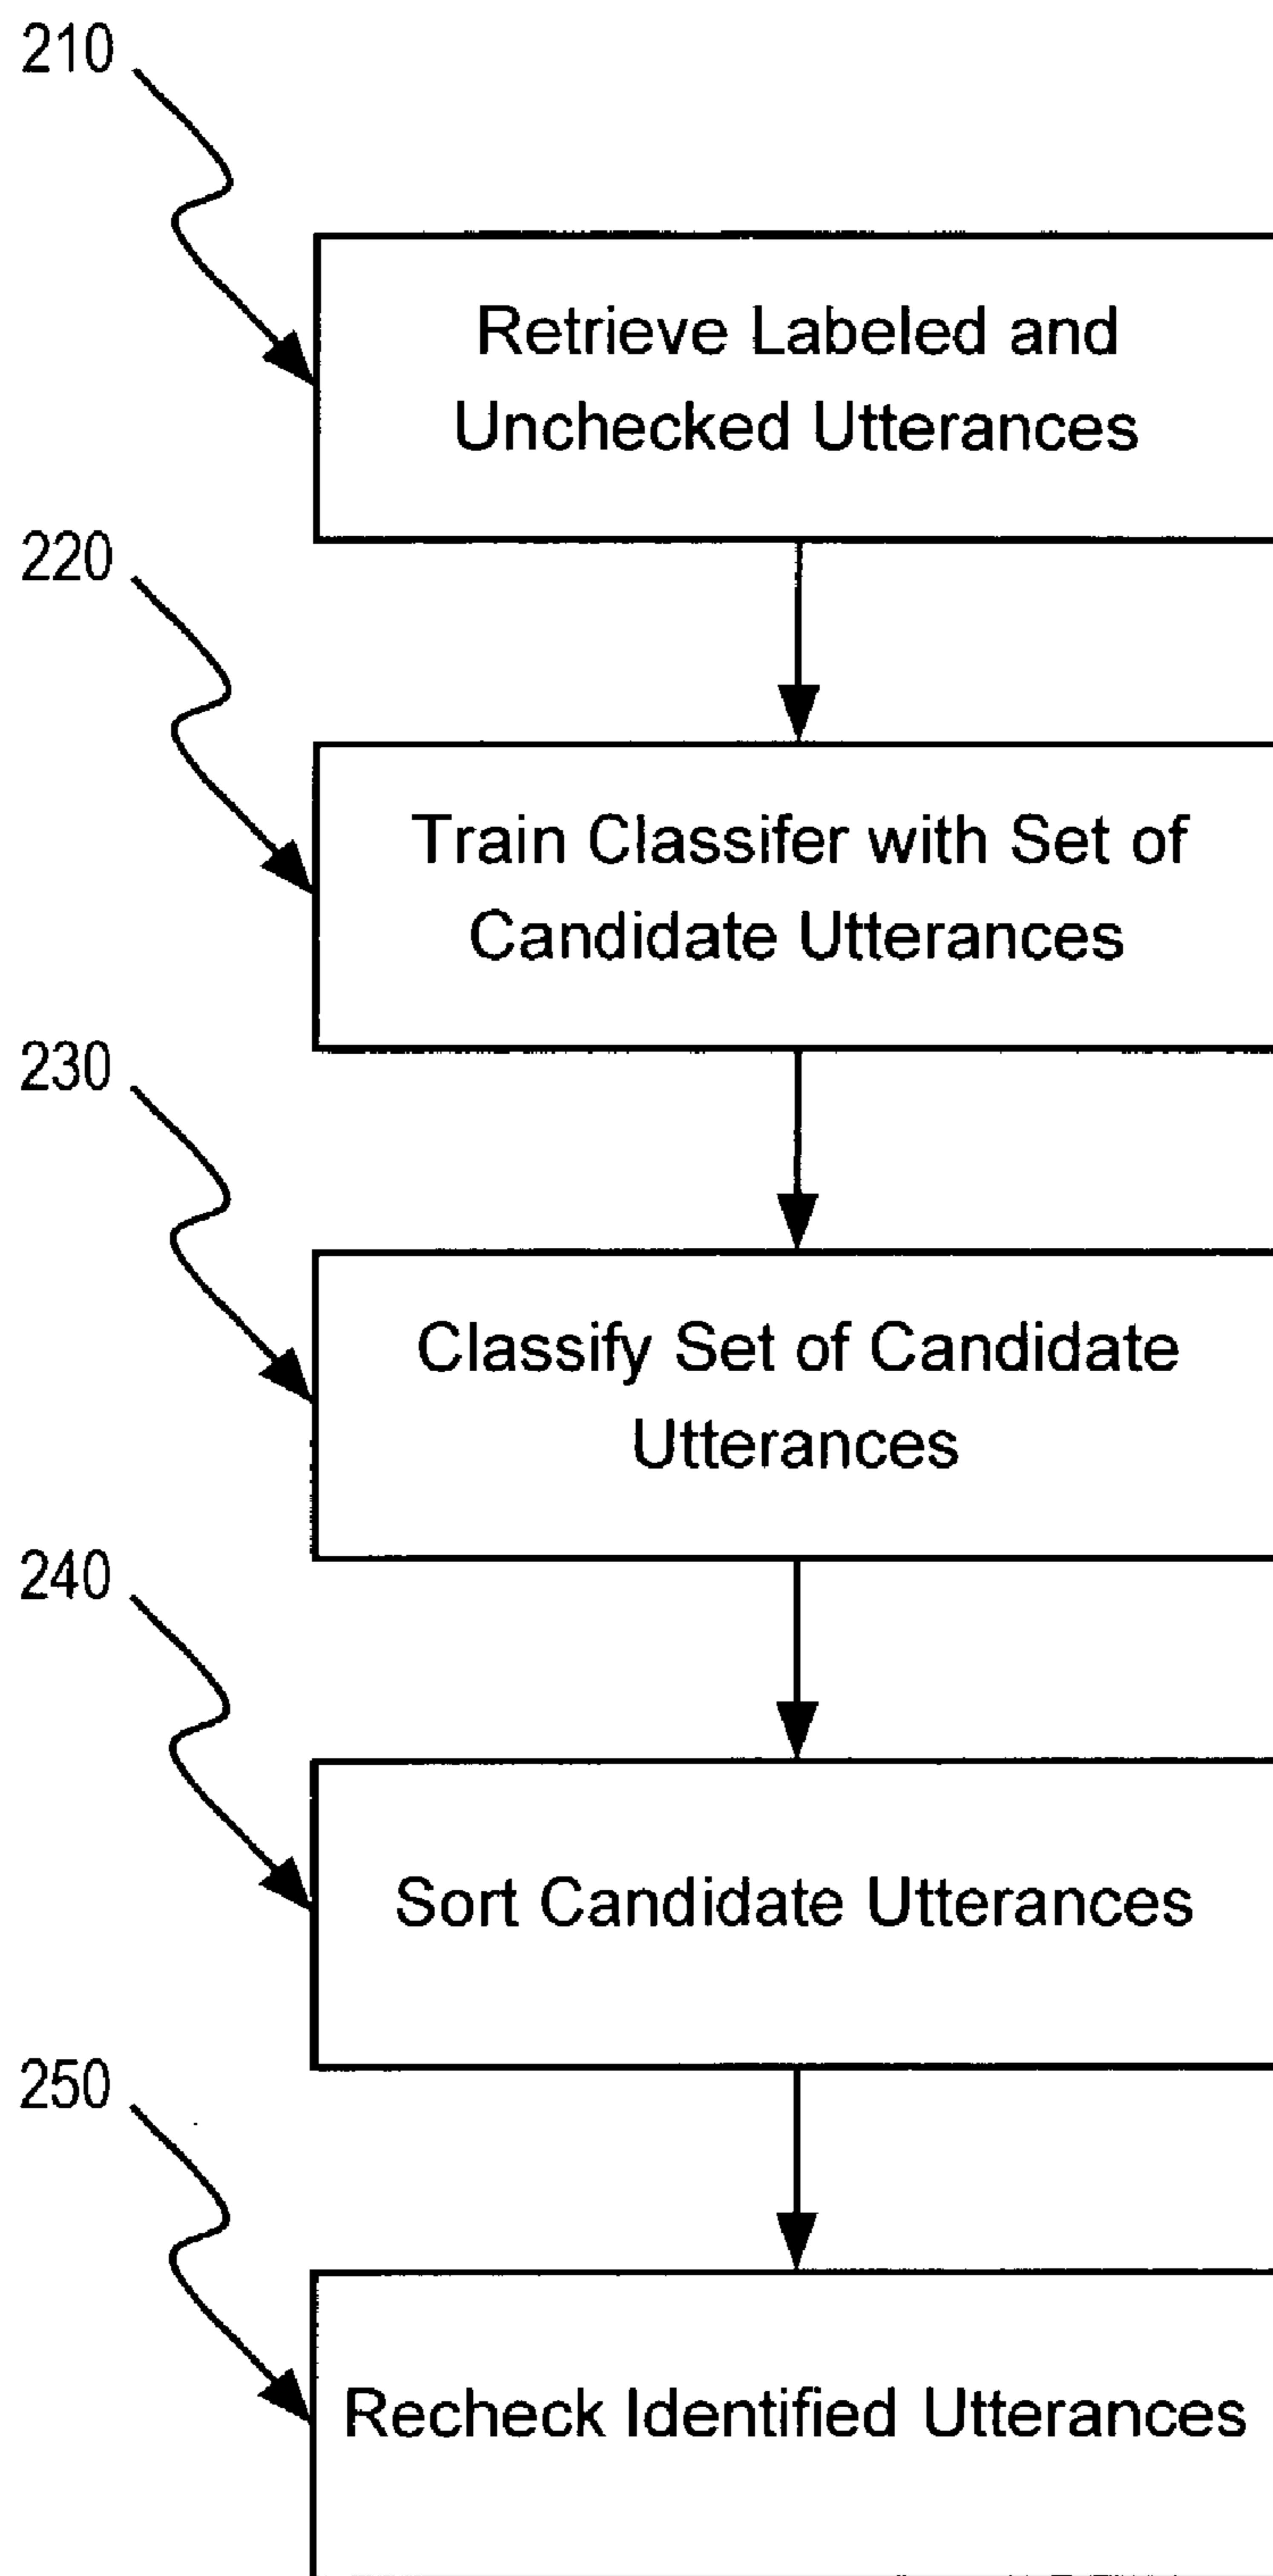 210
Retrieve Labeled and
Unchecked Utterances
220
Train Classifer with Set of
Candidate Utterances
230
Classify Set of Candidate
Utterances
240
Sort Candidate Utterances
250
Recheck Identified Utterances